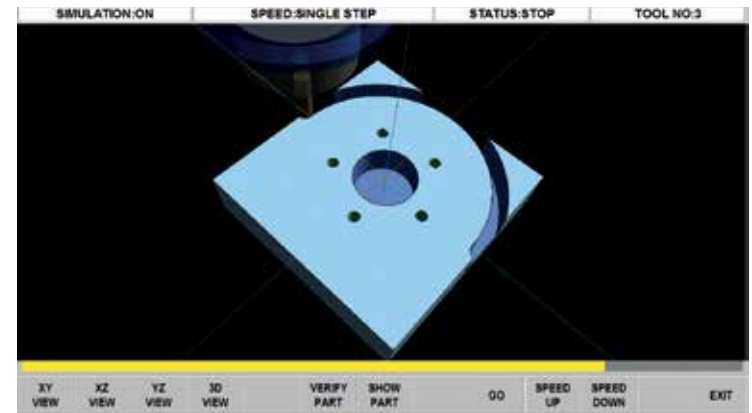 SIMULATION:ON SPEED:SINGLE STEP STATUS:STOP TOOL NO:3
XY VIEW
XZ VIEW
YZ VIEW
3D VIEW
VERIFY PART
SHOW PART
GO
SPEED UP
SPEED DOWN
EXIT